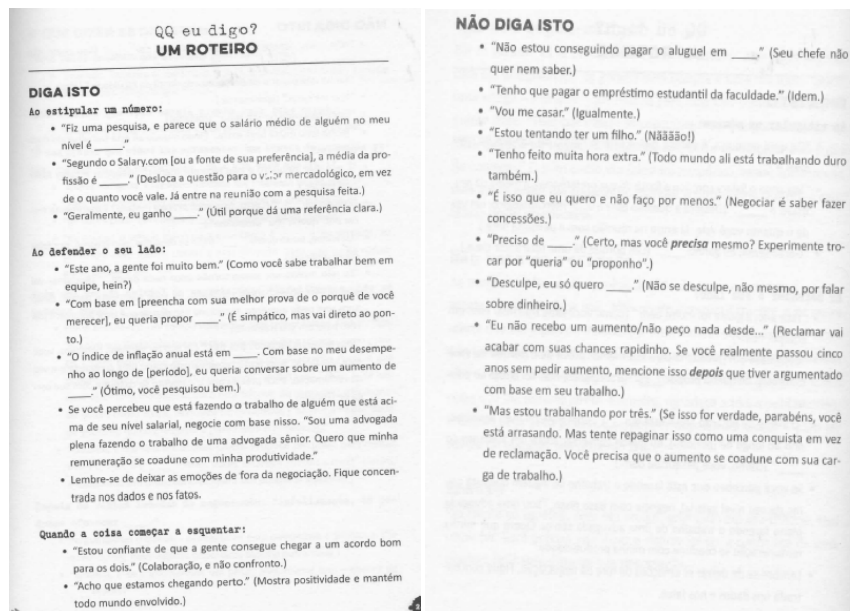 QQ eu digo?
UM ROTEIRO
DIGA ISTO
Ao estipular um número:
• "Fiz uma pesquisa, e parece que o salário médio de alguém no meu
nível é _____."
• "Segundo o Salary.com [ou a fonte de sua preferência], a média da pro-
fissão é _____." (Desloca a questão para o valor mercadológico, em vez
de o quanto você vale. Já entre na reunião com a pesquisa feita.)
• "Geralmente, eu ganho _____." (Útil porque dá uma referência clara.)
Ao defender o seu lado:
• "Este ano, a gente foi muito bem." (Como você sabe trabalhar bem em
equipe, hein?)
• "Com base em [preencha com sua melhor prova de o porquê de você
merecer], eu queria propor _____." (É simpático, mas vai direto ao pon-
to.)
• "O índice de inflação anual está em _____. Com base no meu desempe-
nho ao longo de [período], eu queria conversar sobre um aumento de
_____." (Ótimo, você pesquisou bem.)
• Se você percebeu que está fazendo o trabalho de alguém que está aci-
ma de seu nível salarial, negocie com base nisso. "Sou uma advogada
plena fazendo o trabalho de uma advogada sênior. Quero que minha
remuneração se coadune com minha produtividade."
• Lembre-se de deixar as emoções de fora da negociação. Fique concen-
trada nos dados e nos fatos.
Quando a coisa começar a esquentar:
• "Estou confiante de que a gente consegue chegar a um acordo bom
para os dois." (Colaboração, e não confronto.)
• "Acho que estamos chegando perto." (Mostra positividade e mantém
todo mundo envolvido.)
NÃO DIGA ISTO
• "Não estou conseguindo pagar o aluguel em ____." (Seu chefe não
quer nem saber.)
• "Tenho que pagar o empréstimo estudantil da faculdade." (Idem.)
• "Vou me casar." (Igualmente.)
• "Estou tentando ter um filho." (Nããããо!)
• "Tenho feito muita hora extra." (Todo mundo ali está trabalhando duro
também.)
• "É isso que eu quero e não faço por menos." (Negociar é saber fazer
concessões.)
• "Preciso de _____." (Certo, mas você precisa mesmo? Experimente tro-
car por "queria" ou "proponho".)
• "Desculpe, eu só quero _____." (Não se desculpe, não mesmo, por falar
sobre dinheiro.)
• "Eu não recebo um aumento/não peço nada desde..." (Reclamar vai
acabar com suas chances rapidinho. Se você realmente passou cinco
anos sem pedir aumento, mencione isso depois que tiver argumentado
com base em seu trabalho.)
• "Mas estou trabalhando por três." (Se isso for verdade, parabéns, você
está arrasando. Mas tente repaginar isso como uma conquista em vez
de reclamação. Você precisa que o aumento se coadune com sua car-
ga de trabalho.)